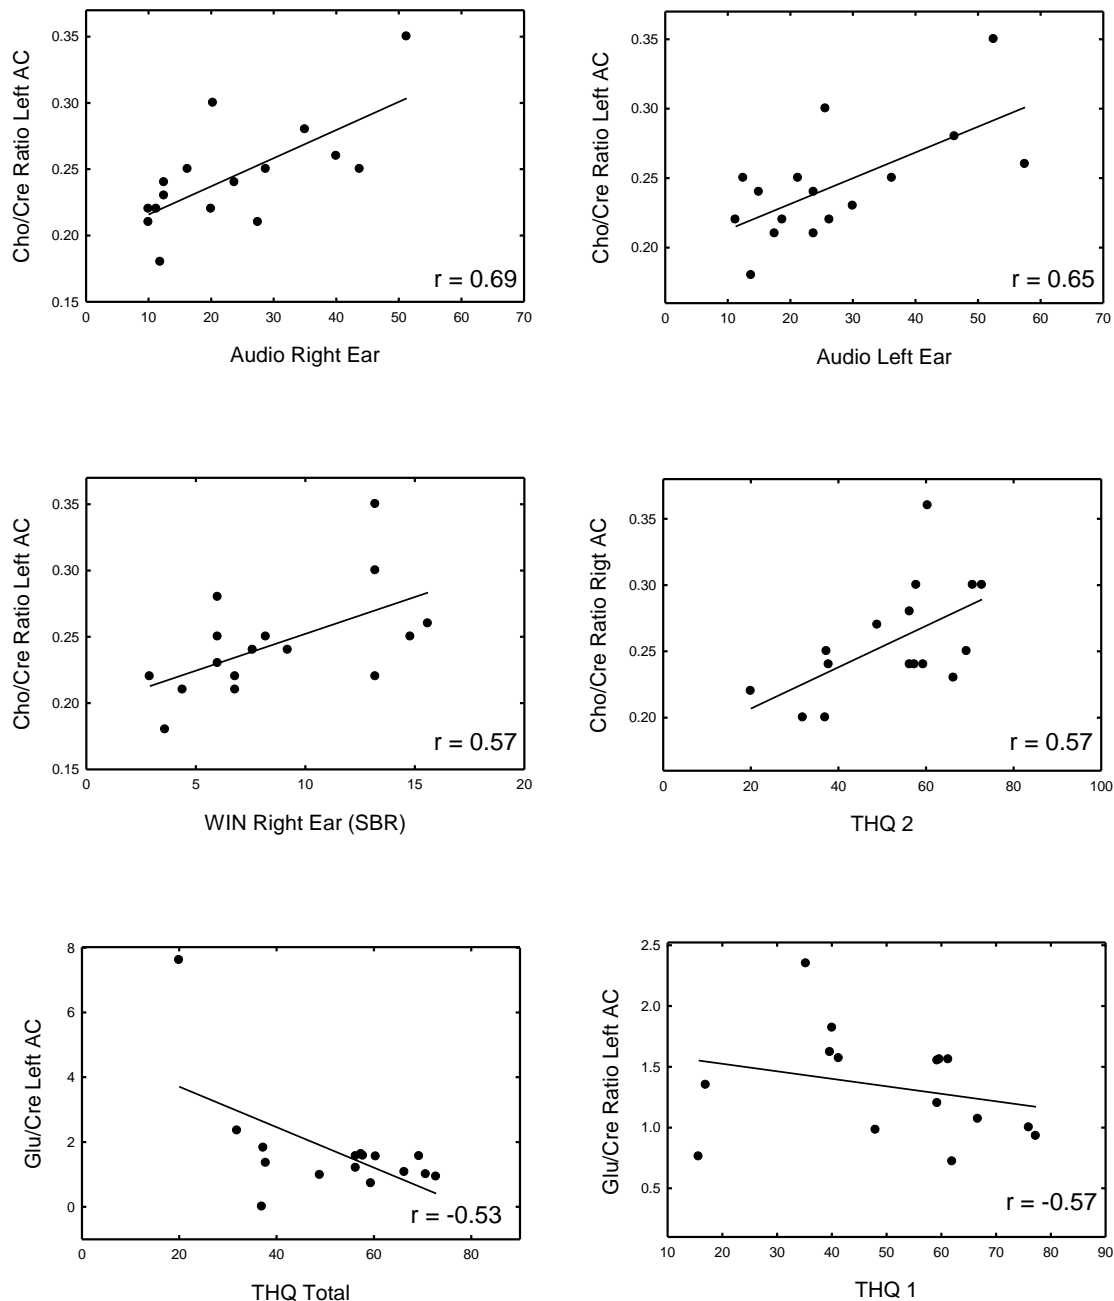 Cho/Cre Ratio Left AC
0.35
0.30
0.25
0.20
0.15
0 10 20 30 40 50 60 70
r = 0.69
Audio Right Ear
Cho/Cre Ratio Left AC
0.35
0.30
0.25
0.20
0 10 20 30 40 50 60 70
r = 0.65
Audio Left Ear
Cho/Cre Ratio Left AC
0.35
0.30
0.25
0.20
0.15
0 5 10 15 20
r = 0.57
WIN Right Ear (SBR)
Cho/Cre Ratio Rigt AC
0.35
0.30
0.25
0.20
0 20 40 60 80 100
r = 0.57
THQ 2
Glu/Cre Left AC
8
6
4
2
0
0 20 40 60 80
r = -0.53
THQ Total
Glu/Cre Ratio Left AC
2.5
2.0
1.5
1.0
0.5
10 20 30 40 50 60 70 80 90
r = -0.57
THQ 1